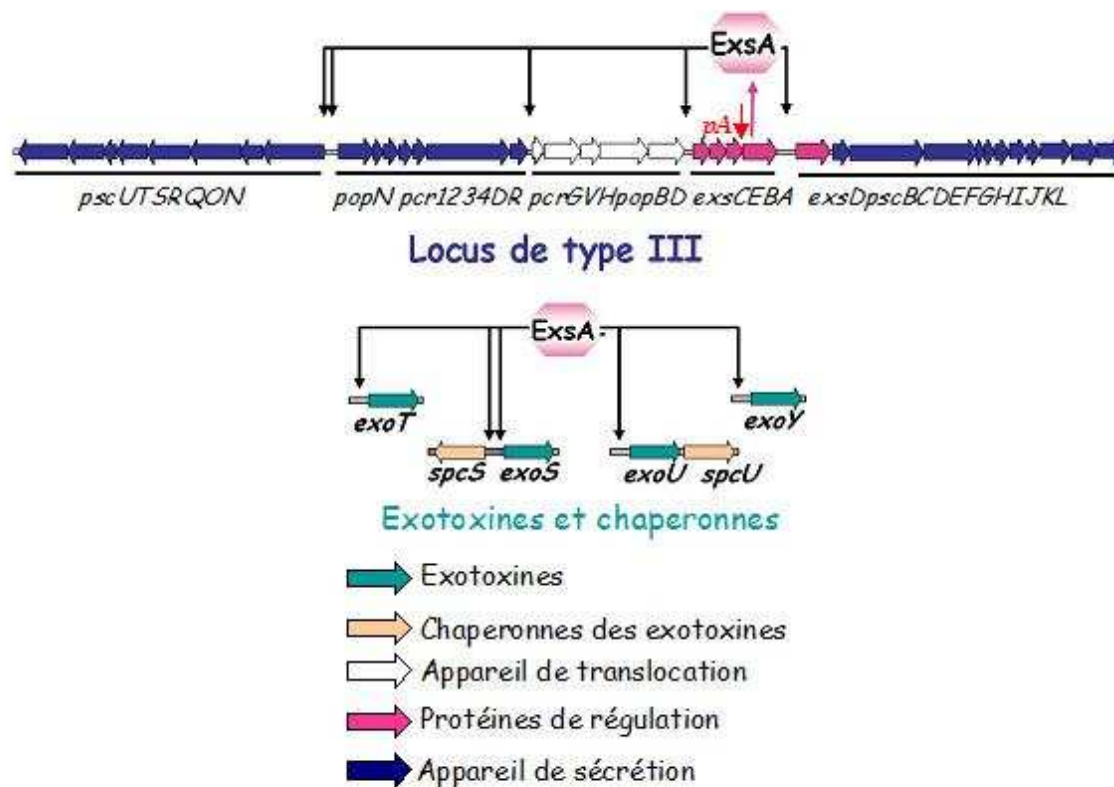 ExsA
pA
pscUTSRQON popN pcr1234DR pcrGVHpopBD exsCEBA exsDpscBCDEFGHIJKL
Locus de type III
ExsA-
exoT exoY
spcS exoS exoU spcU
Exotoxines et chaperonnes
Exotoxines
Chaperonnes des exotoxines
Appareil de translocation
Protéines de régulation
Appareil de sécrétion